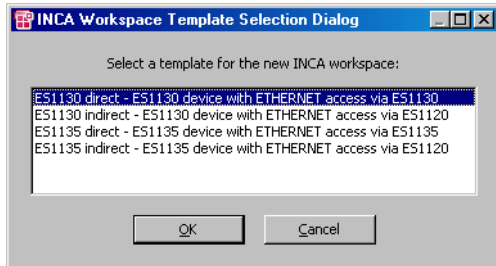 INCA Workspace Template Selection Dialog
Select a template for the new INCA workspace:
ES1130 direct - ES1130 device with ETHERNET access via ES1130
ES1130 indirect - ES1130 device with ETHERNET access via ES1120
ES1135 direct - ES1135 device with ETHERNET access via ES1135
ES1135 indirect - ES1135 device with ETHERNET access via ES1120
OK Cancel